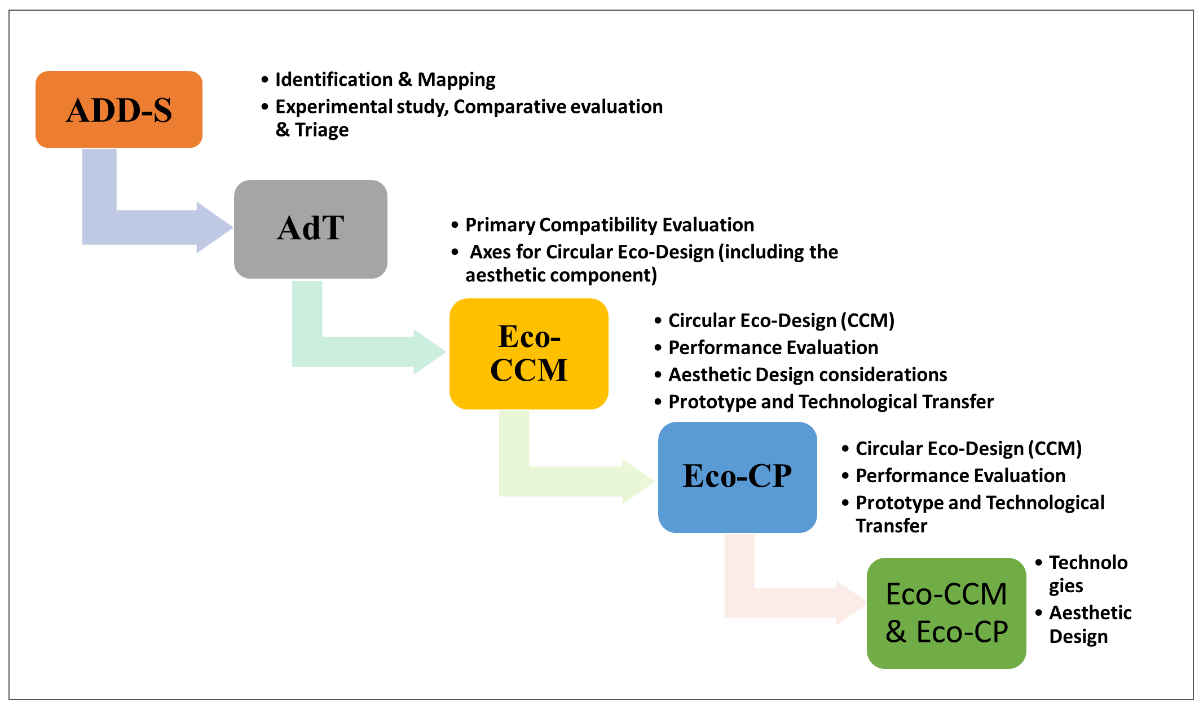 ADD-S
• Identification & Mapping
• Experimental study, Comparative evaluation
& Triage
AdT
• Primary Compatibility Evaluation
• Axes for Circular Eco-Design (including the
aesthetic component)
Eco-
CCM
• Circular Eco-Design (CCM)
• Performance Evaluation
• Aesthetic Design considerations
• Prototype and Technological Transfer
Eco-CP
• Circular Eco-Design (CCM)
• Performance Evaluation
• Prototype and Technological
Transfer
Eco-CCM
& Eco-CP
• Technolo
gies
• Aesthetic
Design